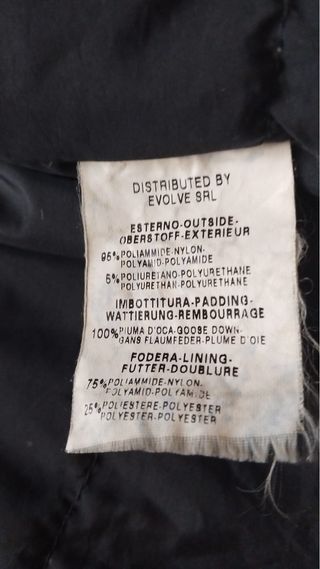 DISTRIBUTED BY
EVOLVE SRL
ESTERNO-OUTSIDE-
OBERSTOFF-EXTERIEUR
95% POLIAMMIDE-NYLON-
POLYAMID-POLYAMIDE
5% POLIURETANO-POLYURETHANE
POLYURETHAN-POLYURETHANE
IMBOTTITURA-PADDING-
WATTIERUNG-REMBOURRAGE
100% PIUMA D'OCA-GOOSE DOWN-
GANS FLAUMFEDER-PLUME D'OIE
FODERA-LINING-
FUTTER-DOUBLURE
75% POLIAMMIDE-NYLON-
POLYAMID-POLYAMIDE
25% POLIESTERE-POLYESTER
POLYESTER-POLYESTER